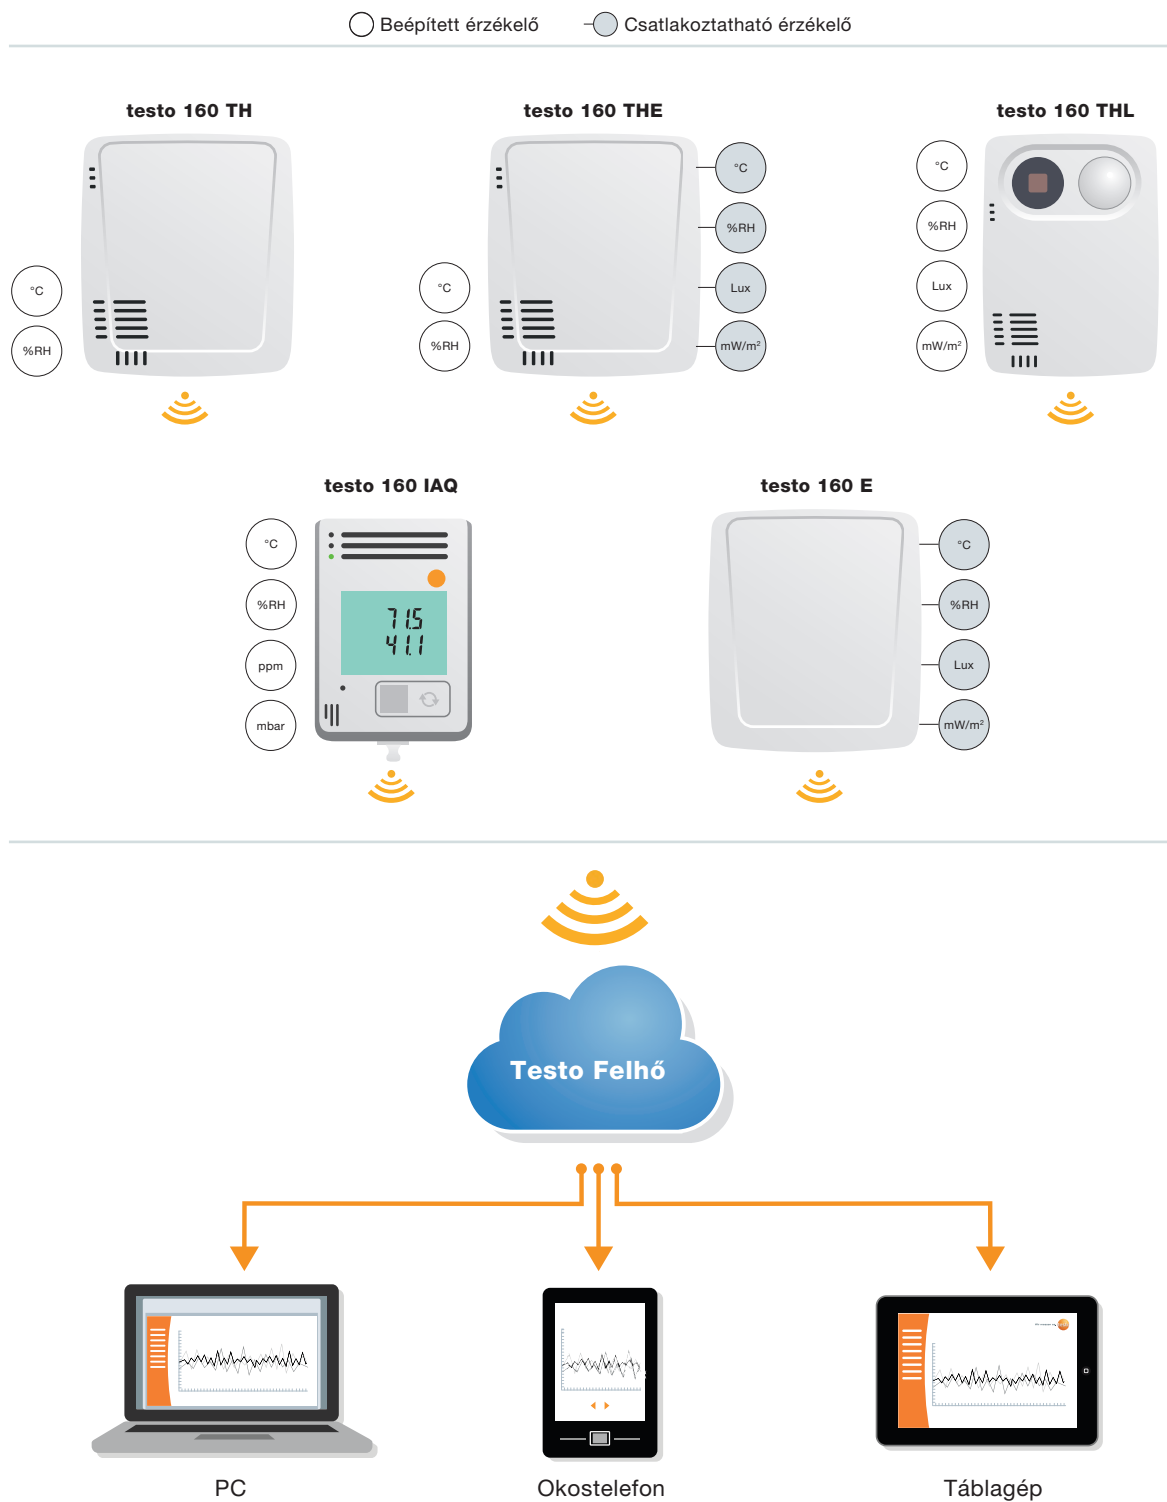 Beépített érzékelő
Csatlakoztatható érzékelő
testo 160 TH
°C
%RH
testo 160 THE
°C
%RH
°C
%RH
Lux
mW/m²
testo 160 THL
°C
%RH
Lux
mW/m²
testo 160 IAQ
°C
%RH
ppm
mbar
71.5
41.1
testo 160 E
°C
%RH
Lux
mW/m²
Testo Felhő
PC
Okostelefon
Táblagép